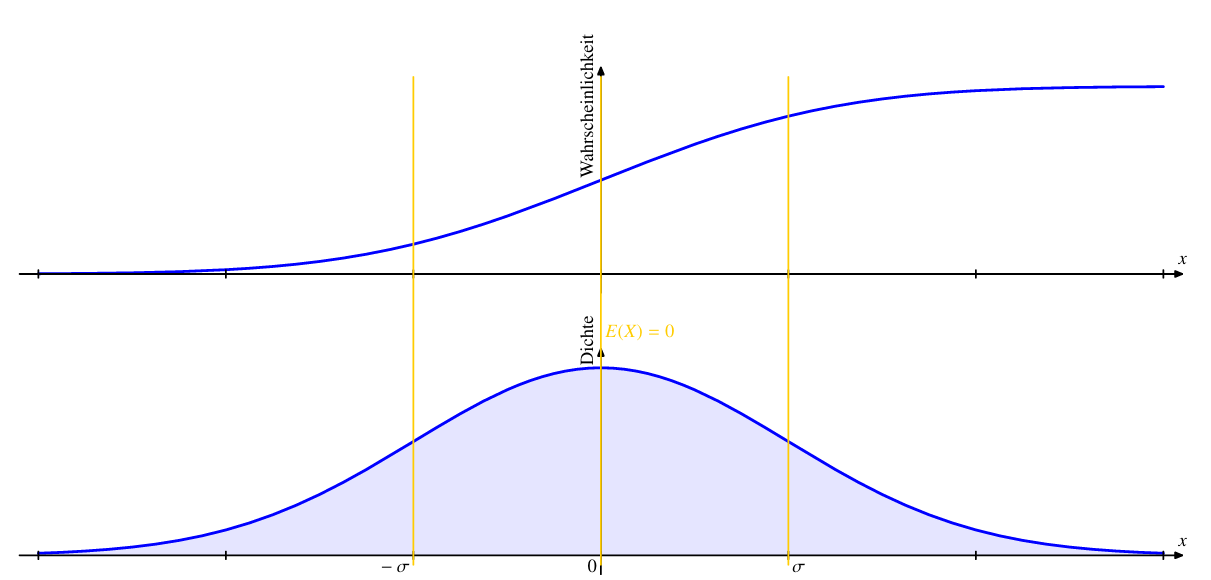 Wahrscheinlichkeit
x
Dichte
E(X) = 0
x
− σ
0
σ